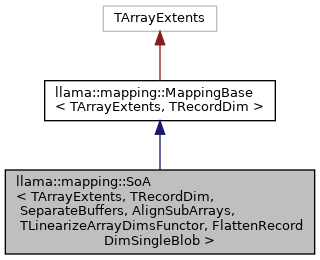 TArrayExtents
llama::mapping::MappingBase
< TArrayExtents, TRecordDim >
llama::mapping::SoA
< TArrayExtents, TRecordDim,
SeparateBuffers, AlignSubArrays,
TLinearizeArrayDimsFunctor, FlattenRecord
DimSingleBlob >